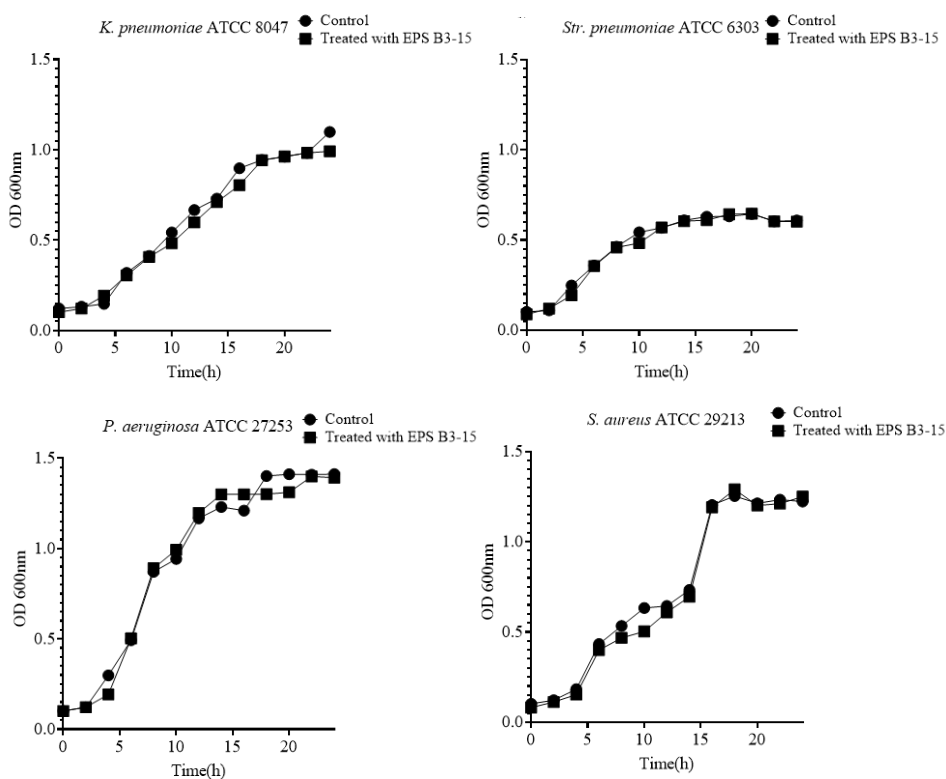 K. pneumoniae ATCC 8047
Control
Treated with EPS B3-15
1.5
1.0
0.5
0.0
OD 600nm
0 5 10 15 20
Time(h)
Str. pneumoniae ATCC 6303
Control
Treated with EPS B3-15
1.5
1.0
0.5
0.0
OD 600nm
0 5 10 15 20
Time(h)
P. aeruginosa ATCC 27253
Control
Treated with EPS B3-15
1.5
1.0
0.5
0.0
OD 600nm
0 5 10 15 20
Time(h)
S. aureus ATCC 29213
Control
Treated with EPS B3-15
1.5
1.0
0.5
0.0
OD 600nm
0 5 10 15 20
Time(h)